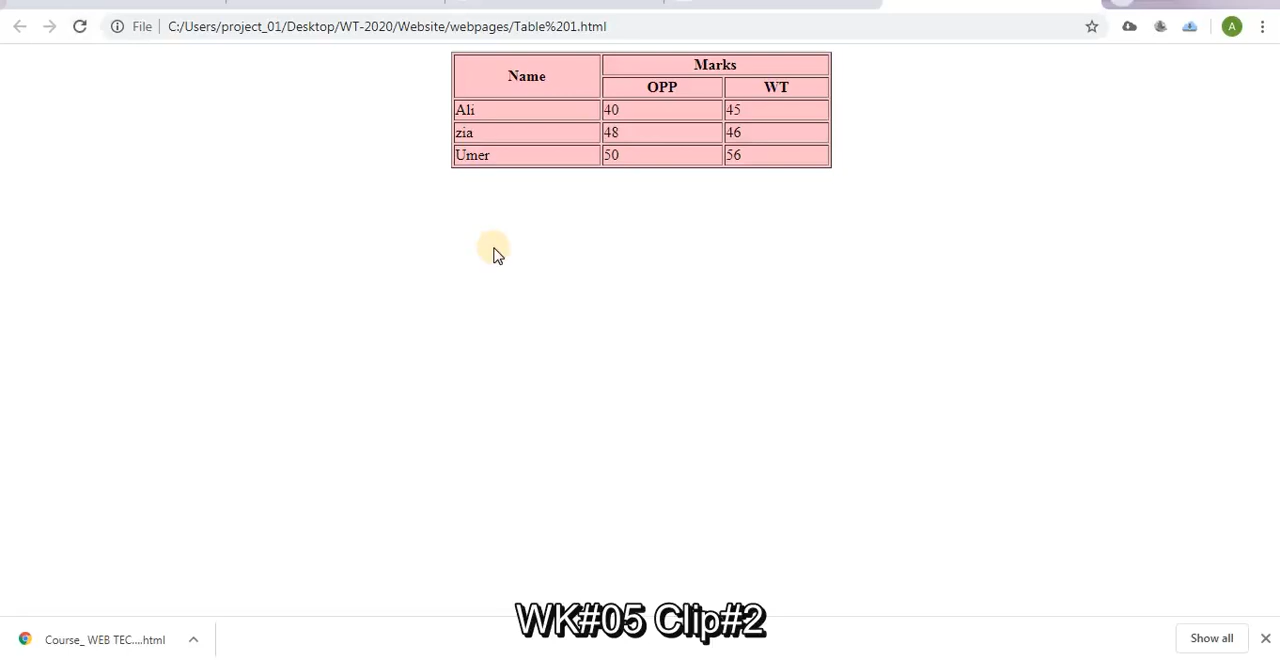 File C:/Users/project_01/Desktop/WT-2020/Website/webpages/Table%201.html
A
Name Marks
OPP WT
Ali 40 45
zia 48 46
Umer 50 56
WK#05 Clip#2
Course_ WEB TEC....html
Show all